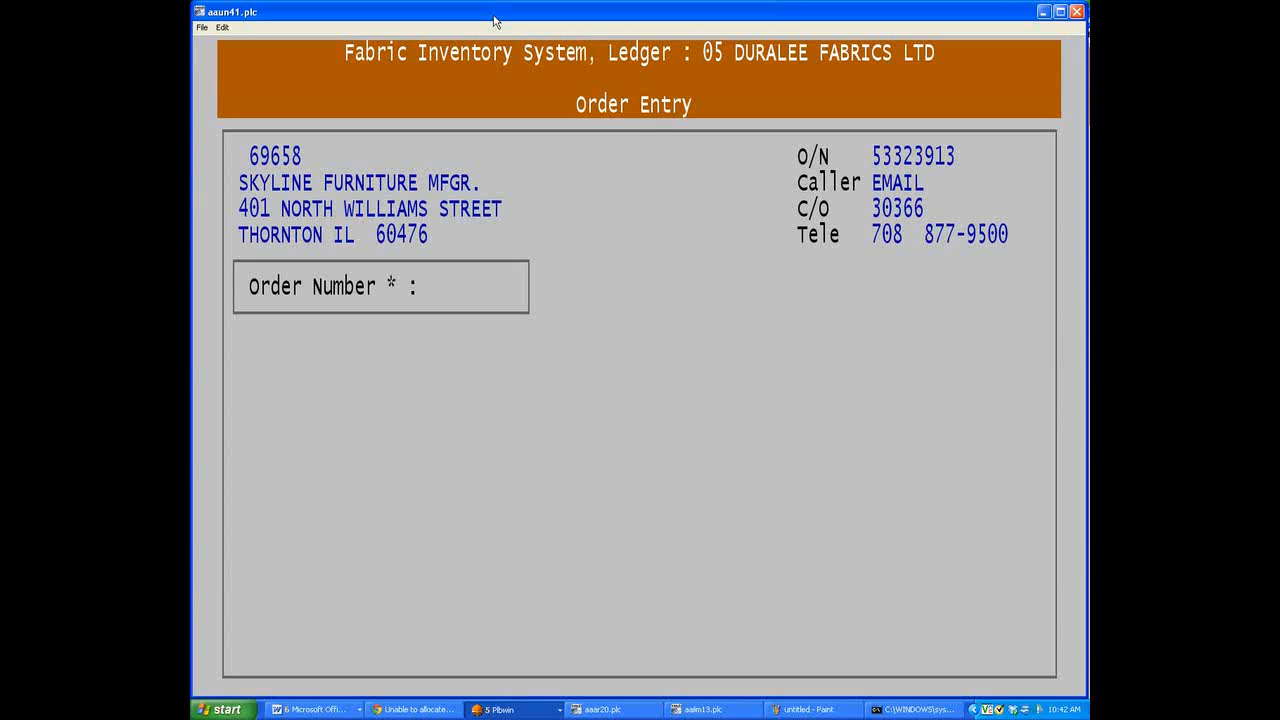 aaun41.plc
File Edit
Fabric Inventory System, Ledger : 05 DURALEE FABRICS LTD
Order Entry
69658
SKYLINE FURNITURE MFGR.
401 NORTH WILLIAMS STREET
THORNTON IL 60476
O/N 53323913
Caller EMAIL
C/O 30366
Tele 708 877-9500
Order Number * :
start 6 Microsoft Offi... Unable to allocate... 5 Plbwin aaar20.plc aaiim13.plc untitled - Paint C:\WINDOWS\sys... 10:42 AM